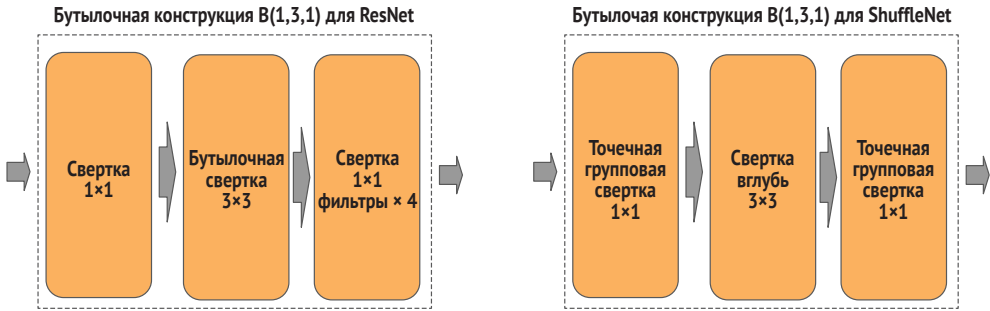 Бутылочная конструкция B(1,3,1) для ResNet
Свертка
1×1
Бутылочная
свертка
3×3
Свертка
1×1
фильтры × 4
Бутылочая конструкция B(1,3,1) для ShuffleNet
Точечная
групповая
свертка
1×1
Свертка
вглубь
3×3
Точечная
групповая
свертка
1×1